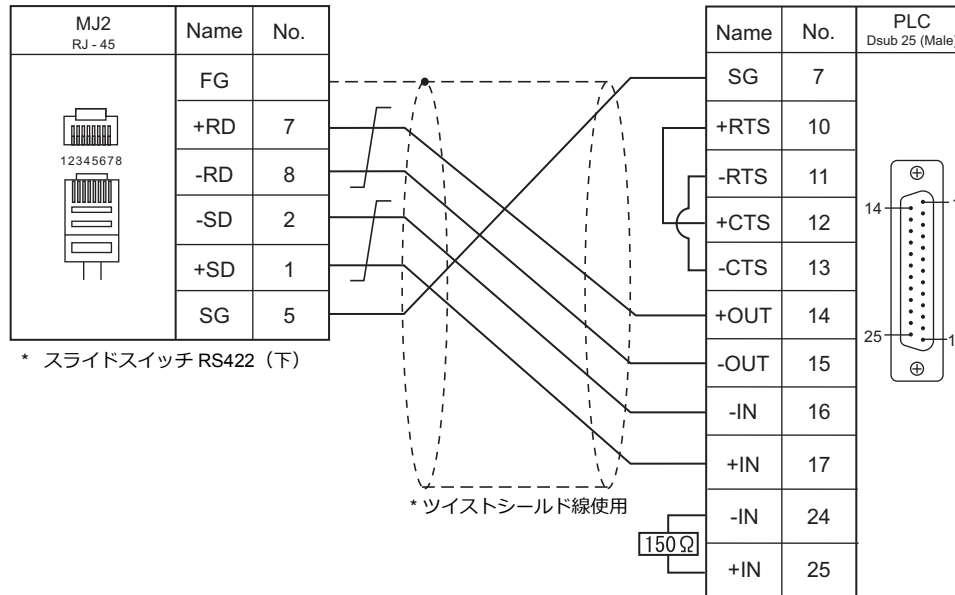 MJ2
RJ - 45
Name No.
FG
+RD 7
-RD 8
-SD 2
+SD 1
SG 5
12345678
* スライドスイッチ RS422（下）
* ツイストシールド線使用
Name No.
PLC
Dsub 25 (Male)
SG 7
+RTS 10
-RTS 11
+CTS 12
-CTS 13
+OUT 14
-OUT 15
-IN 16
+IN 17
-IN 24
+IN 25
150Ω
14
1
25
1